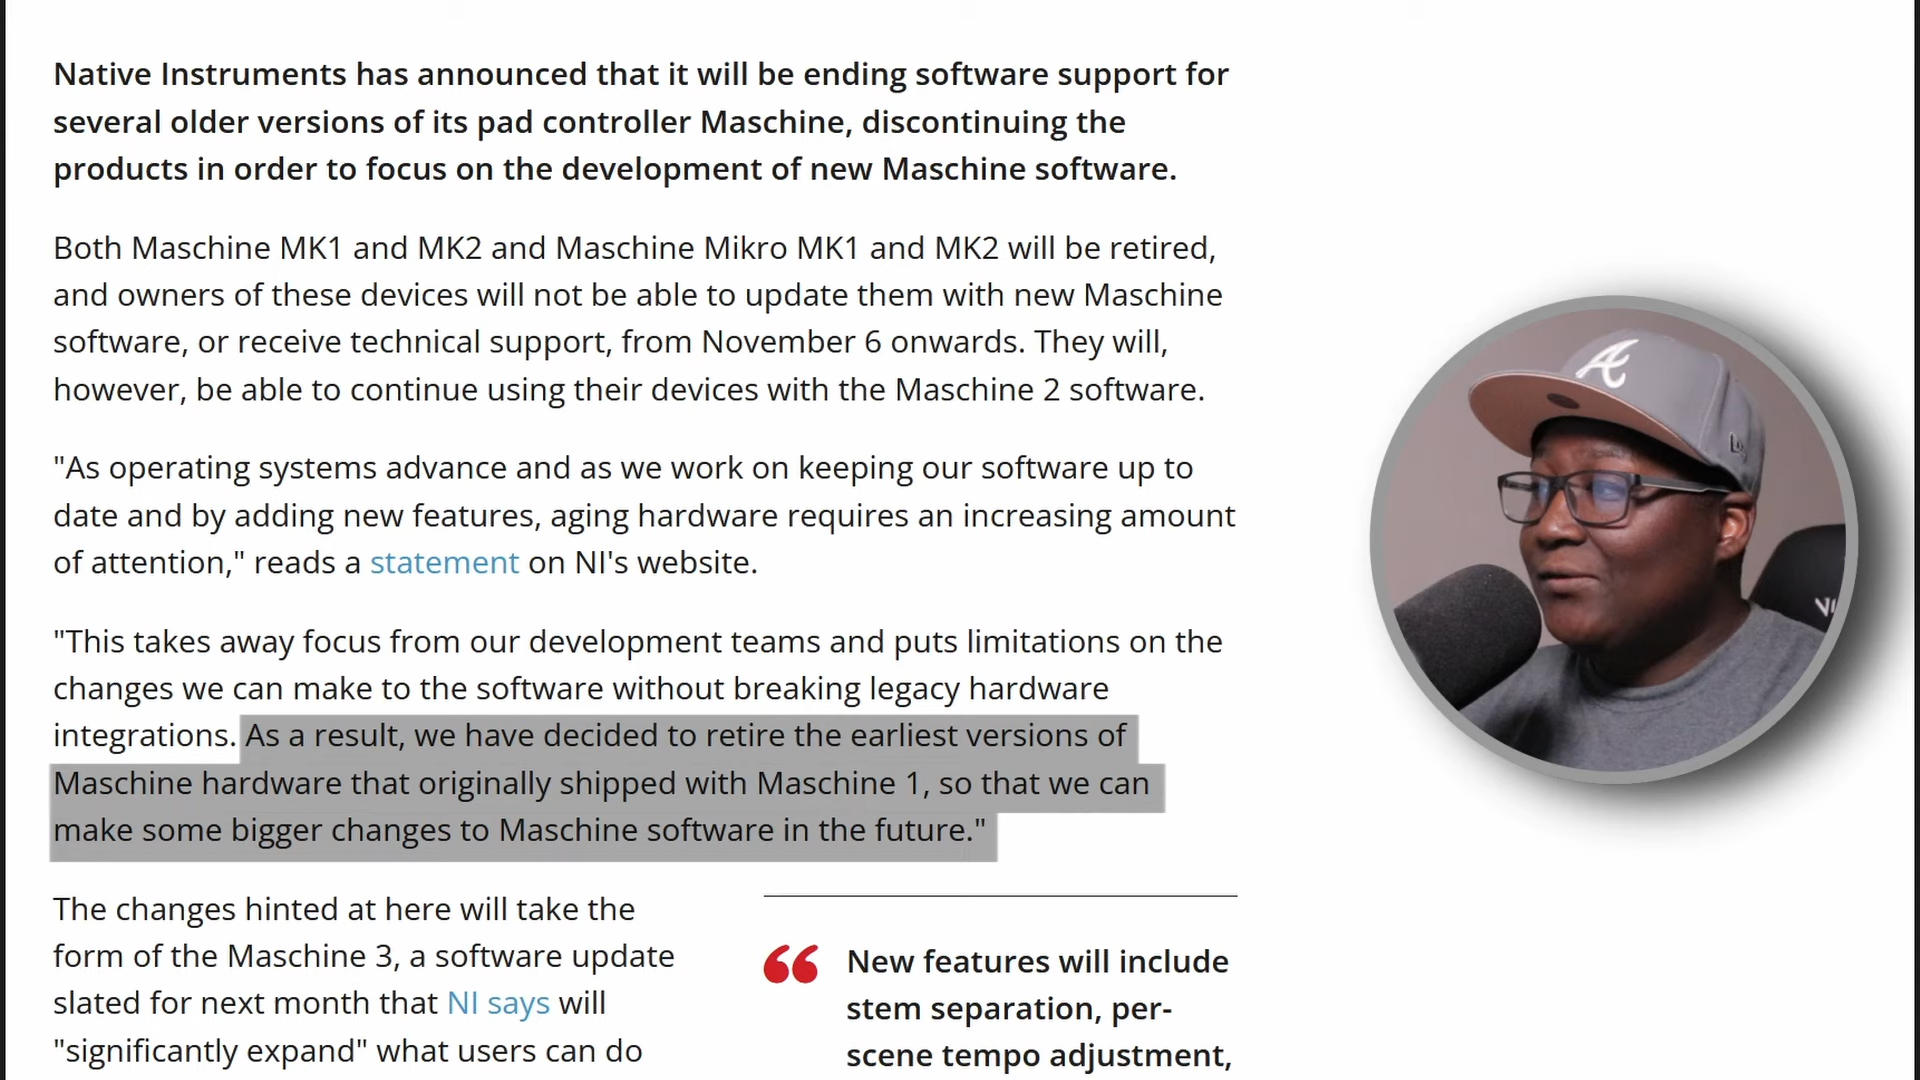 Native Instruments has announced that it will be ending software support for
several older versions of its pad controller Maschine, discontinuing the
products in order to focus on the development of new Maschine software.
Both Maschine MK1 and MK2 and Maschine Mikro MK1 and MK2 will be retired,
and owners of these devices will not be able to update them with new Maschine
software, or receive technical support, from November 6 onwards. They will,
however, be able to continue using their devices with the Maschine 2 software.
"As operating systems advance and as we work on keeping our software up to
date and by adding new features, aging hardware requires an increasing amount
of attention," reads a statement on NI's website.
"This takes away focus from our development teams and puts limitations on the
changes we can make to the software without breaking legacy hardware
integrations. As a result, we have decided to retire the earliest versions of
Maschine hardware that originally shipped with Maschine 1, so that we can
make some bigger changes to Maschine software in the future."
The changes hinted at here will take the
form of the Maschine 3, a software update
slated for next month that NI says will
"significantly expand" what users can do
“ New features will include
stem separation, per-
scene tempo adjustment,
A